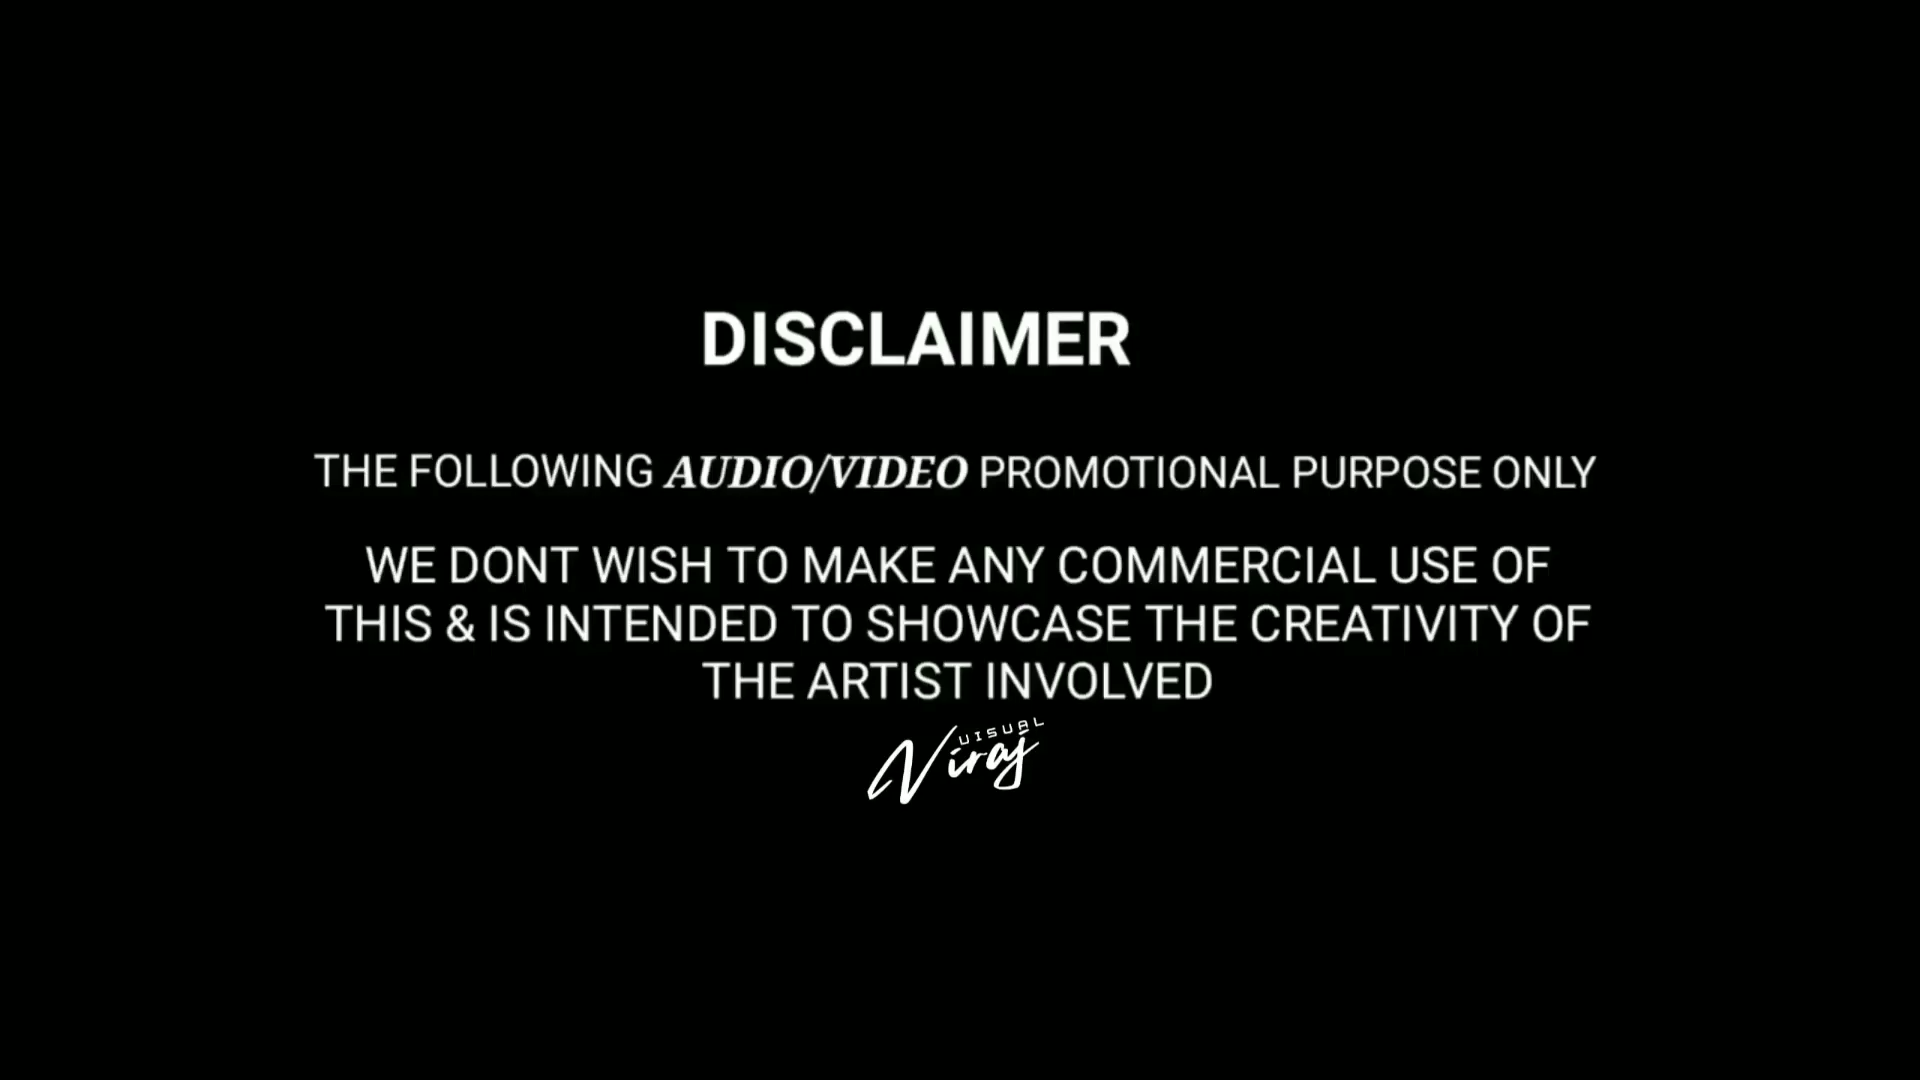 DISCLAIMER
THE FOLLOWING AUDIO/VIDEO PROMOTIONAL PURPOSE ONLY
WE DONT WISH TO MAKE ANY COMMERCIAL USE OF
THIS & IS INTENDED TO SHOWCASE THE CREATIVITY OF
THE ARTIST INVOLVED
VISUAL
Viraj